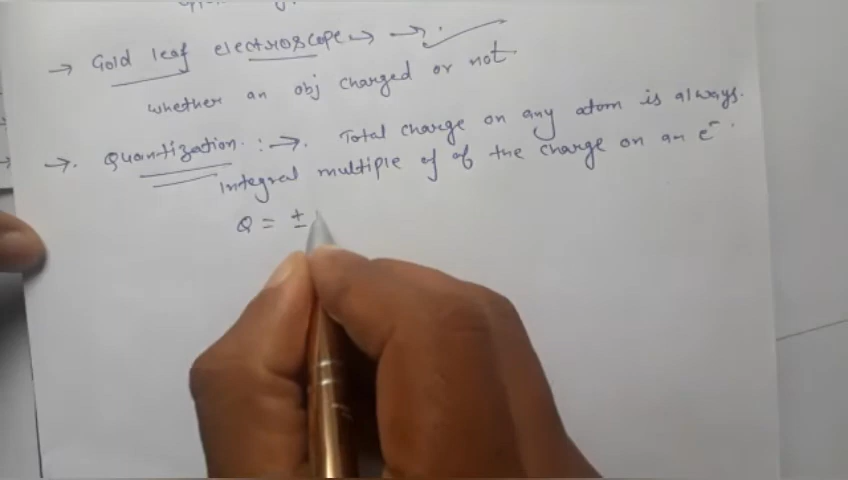 → Gold leaf electroscope → →.
whether an obj charged or not.
→. Quantization. : →. Total charge on any atom is always.
Integral multiple of of the charge on an e⁻.
Q = ±